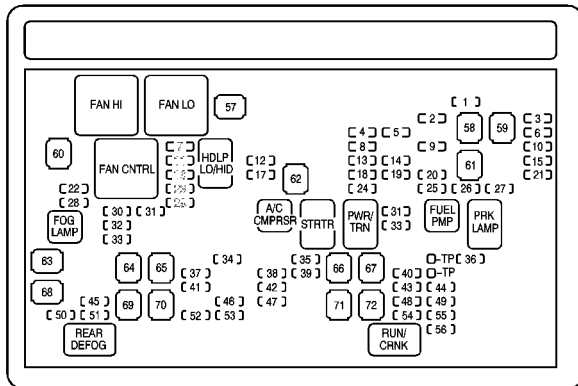 1
FAN HI FAN LO 57 2 58 59 3
4 5 6
60 FAN CNTRL 7 HDLP LO/HID 8 9 10
12 13 14 61 15
17 62 18 19 20 21
22 24 25 26 27
28 30 31 A/C CMPRSR STRTR PWR/TRN 31 FUEL PMP PRK LAMP
FOG LAMP 32 33
33
63 64 65 34 35 66 67 -TP 36
37 38 39 40 -TP
68 69 70 41 42 71 72 43 44
45 46 47 48 49
50 51 52 53 54 55
REAR DEFOG RUN/CRNK 56